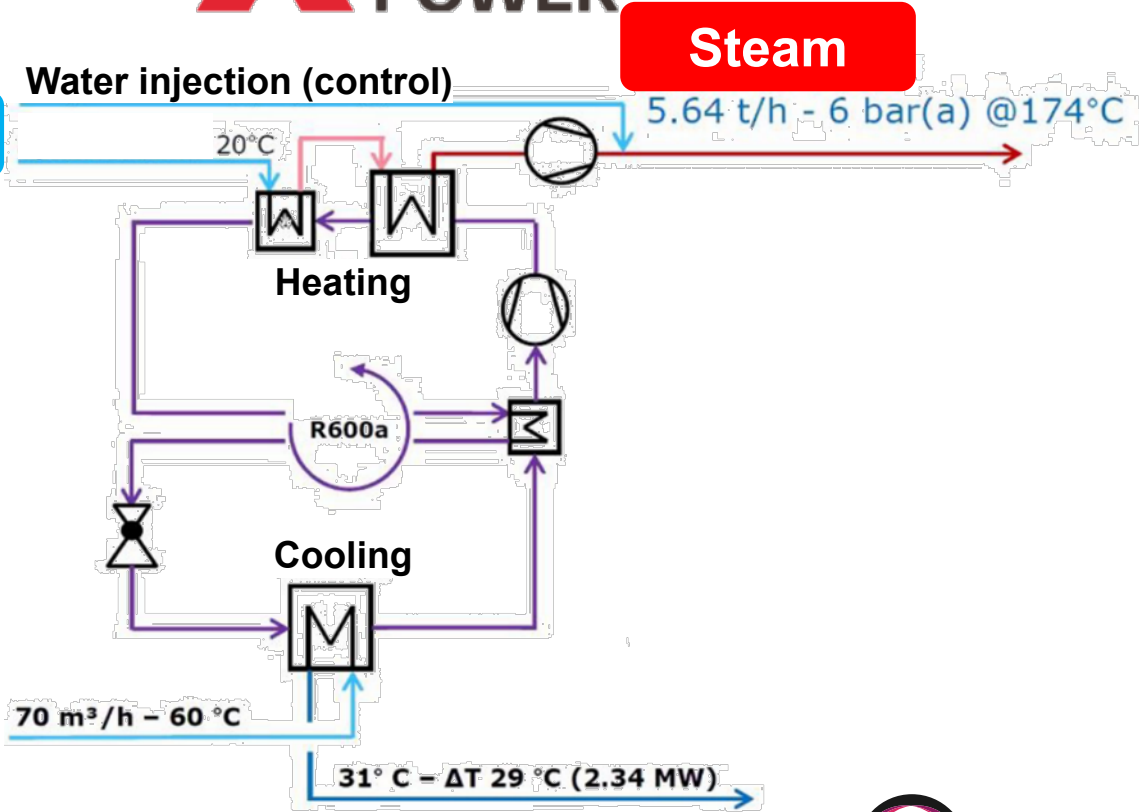 POWER
Steam
Water injection (control)
5.64 t/h - 6 bar(a) @174°C
20°C
Heating
R600a
Cooling
70 m³/h – 60 °C
31° C – ΔT 29 °C (2.34 MW)